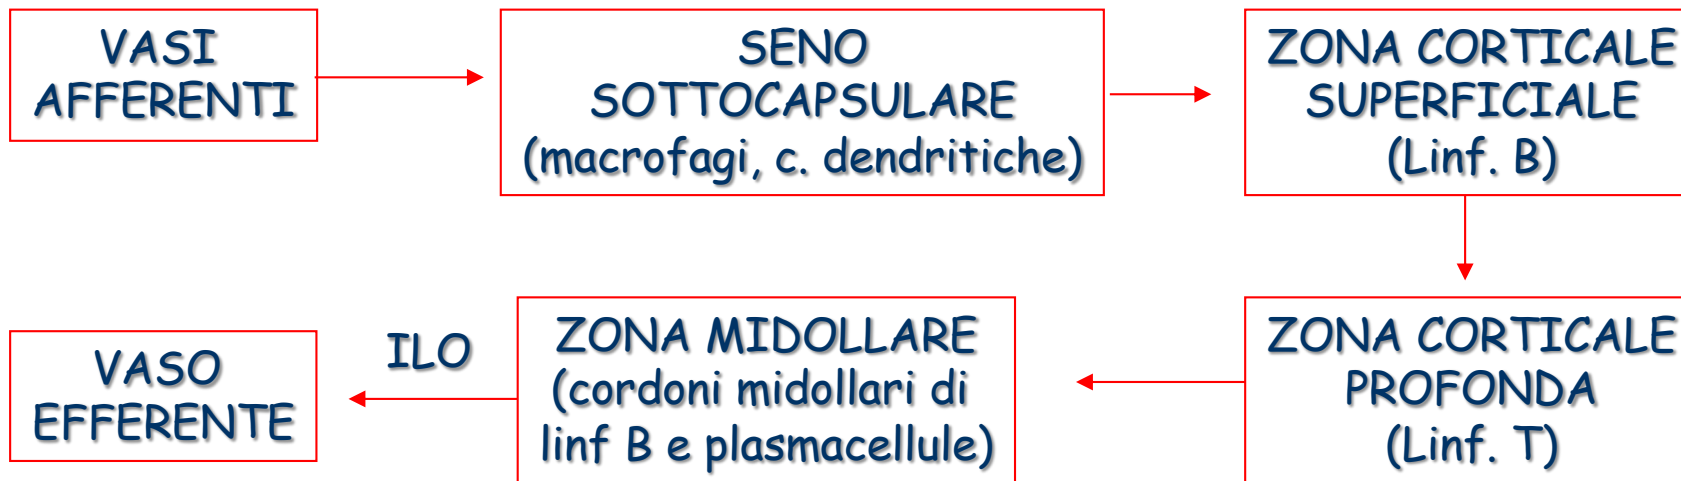 VASI
AFFERENTI
SENO
SOTTOCAPSULARE
(macrofagi, c. dendritiche)
ZONA CORTICALE
SUPERFICIALE
(Linf. B)
ZONA CORTICALE
PROFONDA
(Linf. T)
ZONA MIDOLLARE
(cordoni midollari di
linf B e plasmacellule)
ILO
VASO
EFFERENTE